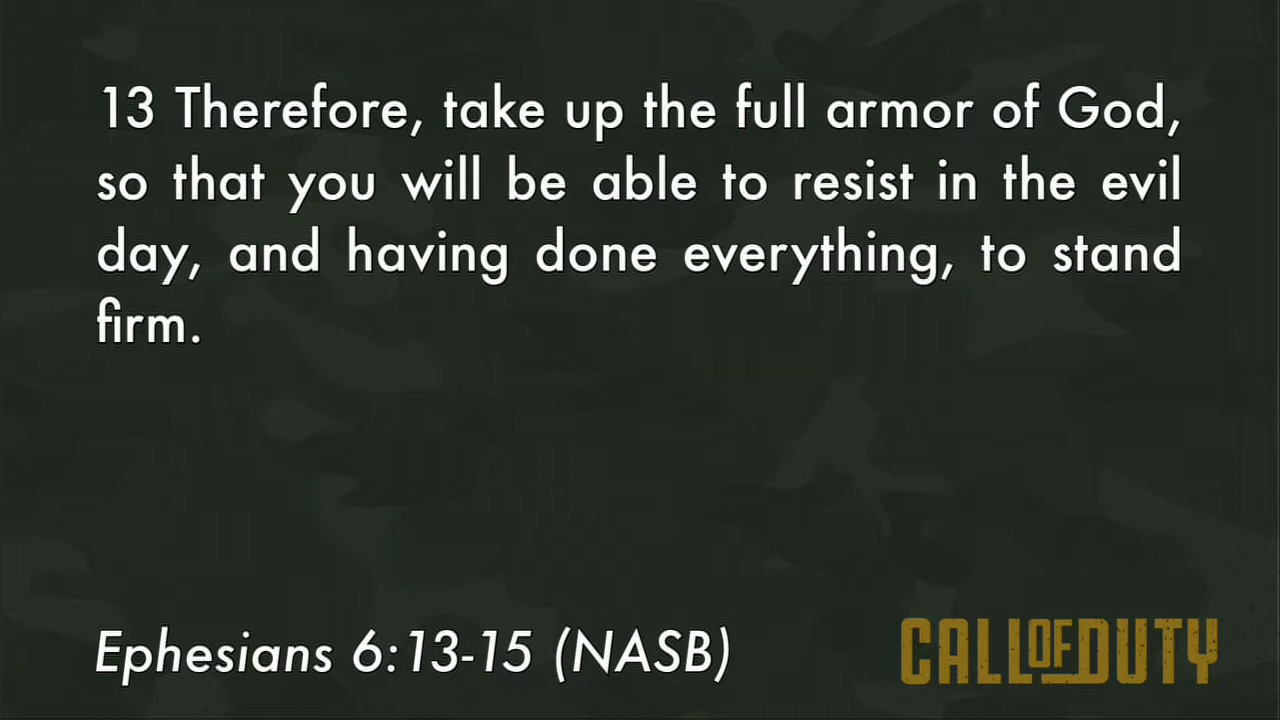 13 Therefore, take up the full armor of God,
so that you will be able to resist in the evil
day, and having done everything, to stand
firm.
Ephesians 6:13-15 (NASB)
CALL OF DUTY